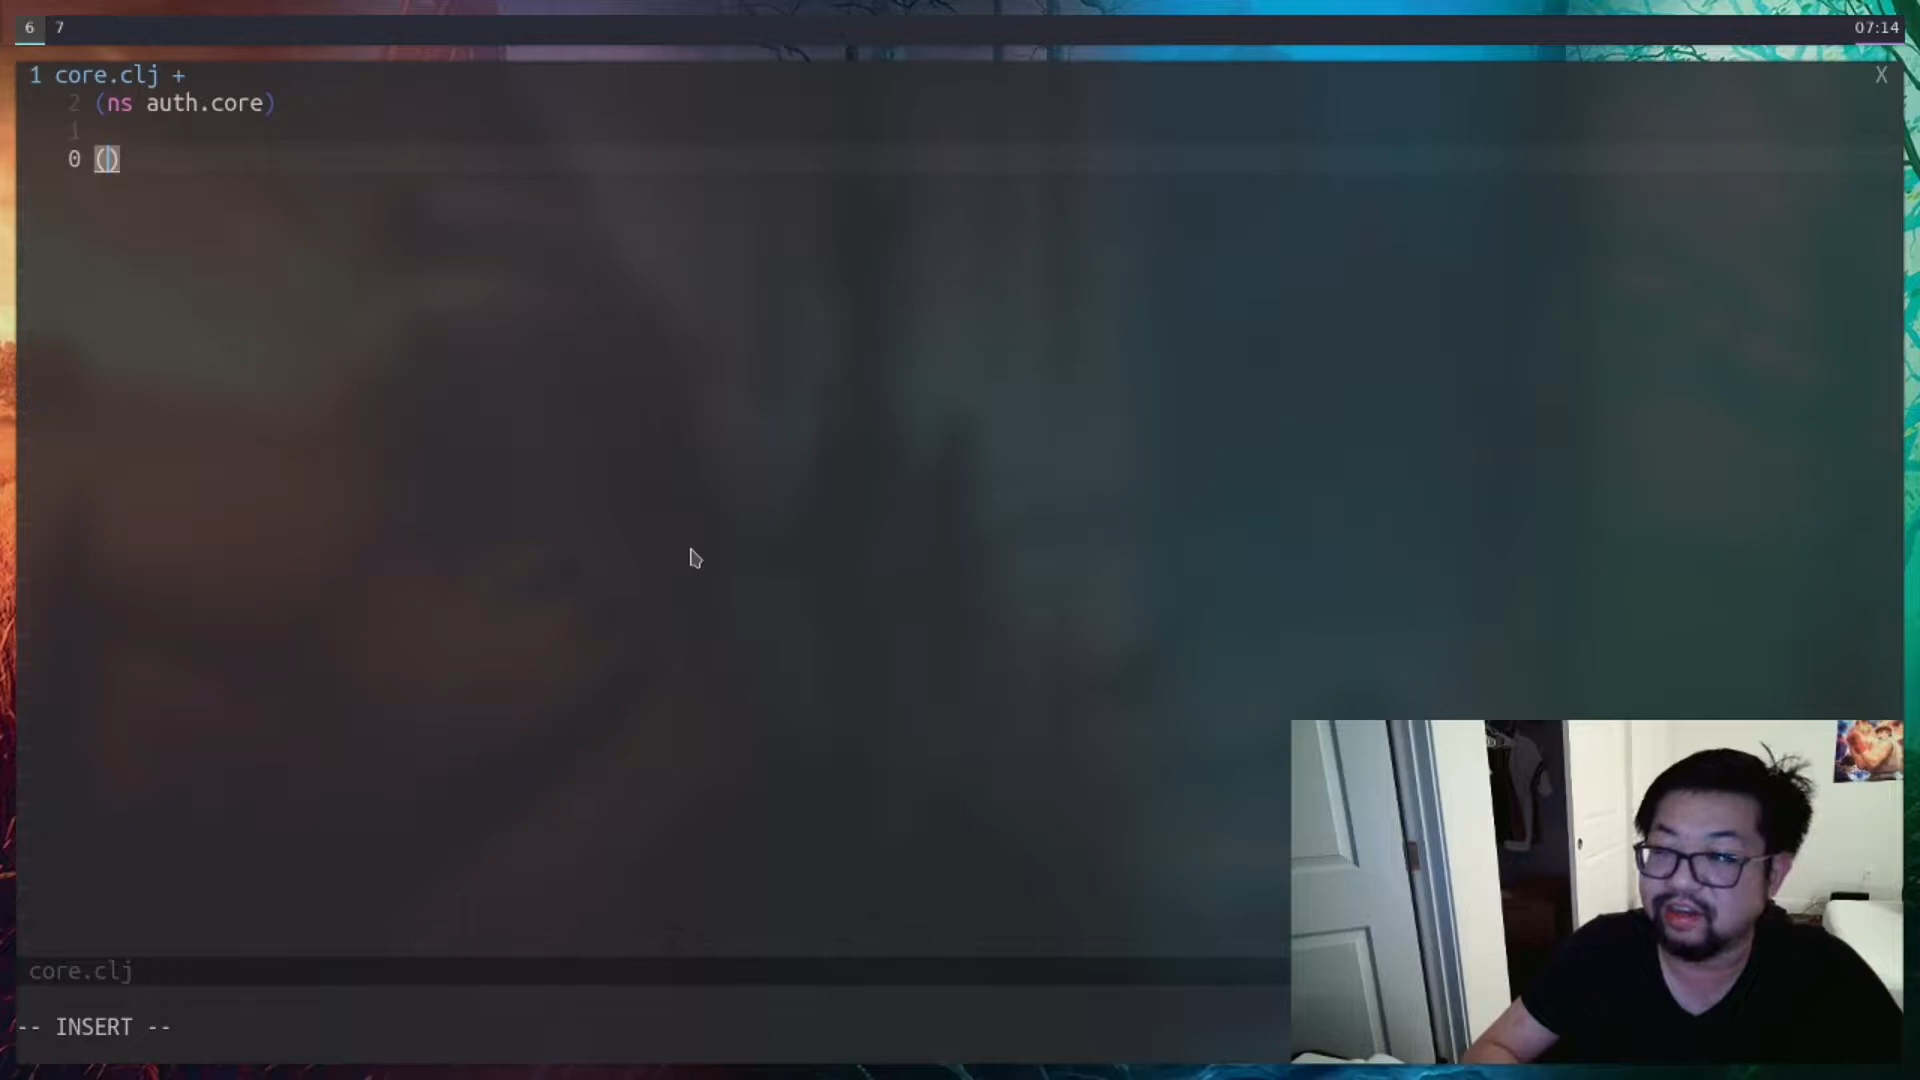 6 7 07:14
1 core.clj + X
2 (ns auth.core)
1
0 ()
core.clj
-- INSERT --